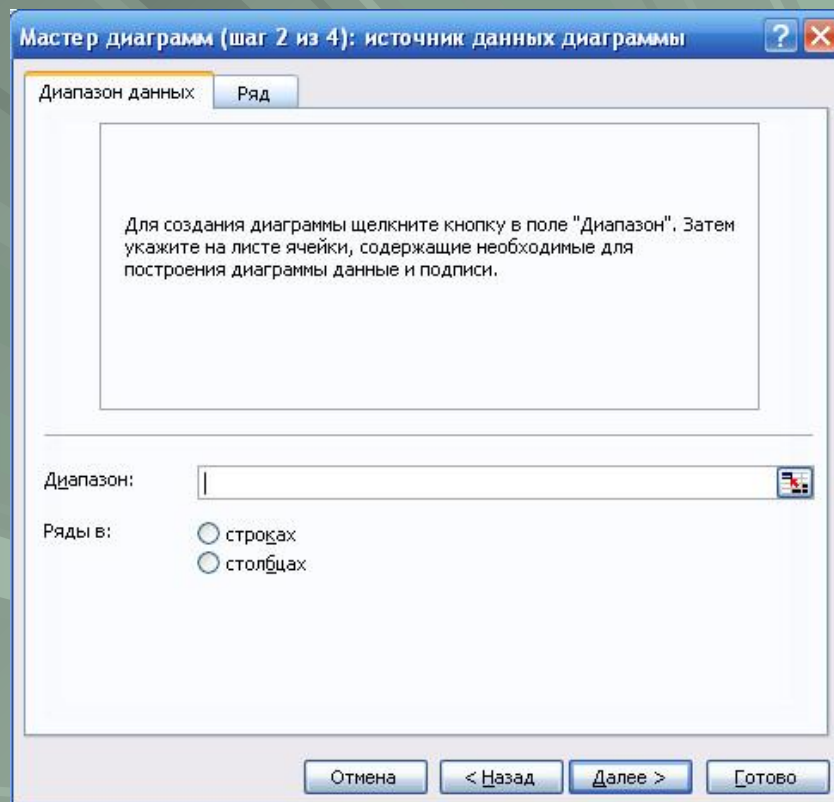 Мастер диаграмм (шаг 2 из 4): источник данных диаграммы
Диапазон данных
Ряд
Для создания диаграммы щелкните кнопку в поле "Диапазон". Затем
укажите на листе ячейки, содержащие необходимые для
построения диаграммы данные и подписи.
Диапазон:
Ряды в:
строках
столбцах
Отмена
< Назад
Далее >
Готово